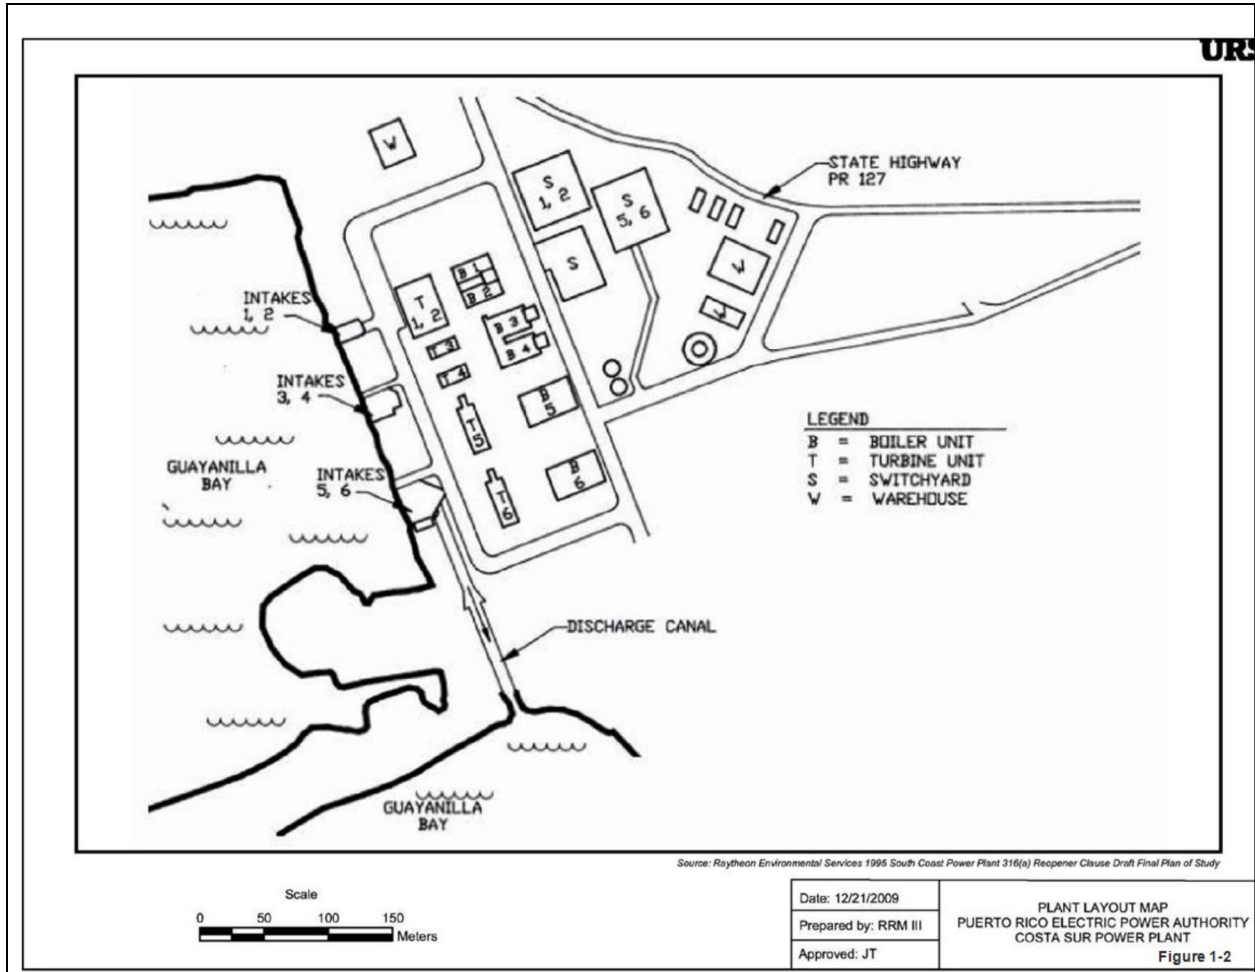 URS
W
STATE HIGHWAY
PR 127
S
1, 2
S
5, 6
S
W
W
INTAKES
1, 2
T
1, 2
B 1
B 2
B 3
B 4
T 3
T 4
INTAKES
3, 4
B
5
T5
LEGEND
B = BOILER UNIT
T = TURBINE UNIT
S = SWITCHYARD
W = WAREHOUSE
GUAYANILLA
BAY
INTAKES
5, 6
B
6
T6
DISCHARGE CANAL
GUAYANILLA
BAY
Source: Raytheon Environmental Services 1995 South Coast Power Plant 316(a) Reopener Clause Draft Final Plan of Study
Scale
0 50 100 150
Meters
Date: 12/21/2009
Prepared by: RRM III
Approved: JT
PLANT LAYOUT MAP
PUERTO RICO ELECTRIC POWER AUTHORITY
COSTA SUR POWER PLANT
Figure 1-2